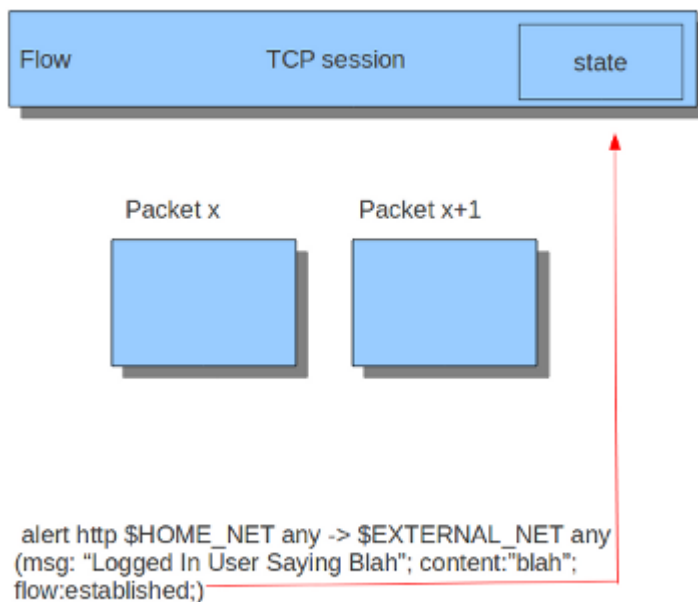 Flow TCP session state
Packet x Packet x+1
alert http $HOME_NET any -> $EXTERNAL_NET any
(msg: “Logged In User Saying Blah"; content:"blah”;
flow:established;)